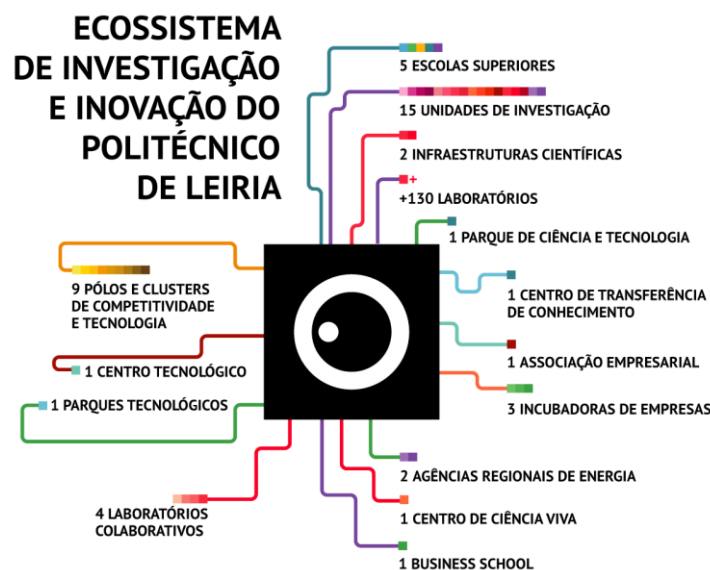 ECOSSISTEMA
DE INVESTIGAÇÃO
E INOVAÇÃO DO
POLITÉCNICO
DE LEIRIA
5 ESCOLAS SUPERIORES
15 UNIDADES DE INVESTIGAÇÃO
2 INFRAESTRUTURAS CIENTÍFICAS
+
+130 LABORATÓRIOS
1 PARQUE DE CIÊNCIA E TECNOLOGIA
1 CENTRO DE TRANSFERÊNCIA
DE CONHECIMENTO
1 ASSOCIAÇÃO EMPRESARIAL
3 INCUBADORAS DE EMPRESAS
9 PÓLOS E CLUSTERS
DE COMPETITIVIDADE
E TECNOLOGIA
1 CENTRO TECNOLÓGICO
1 PARQUES TECNOLÓGICOS
4 LABORATÓRIOS
COLABORATIVOS
2 AGÊNCIAS REGIONAIS DE ENERGIA
1 CENTRO DE CIÊNCIA VIVA
1 BUSINESS SCHOOL